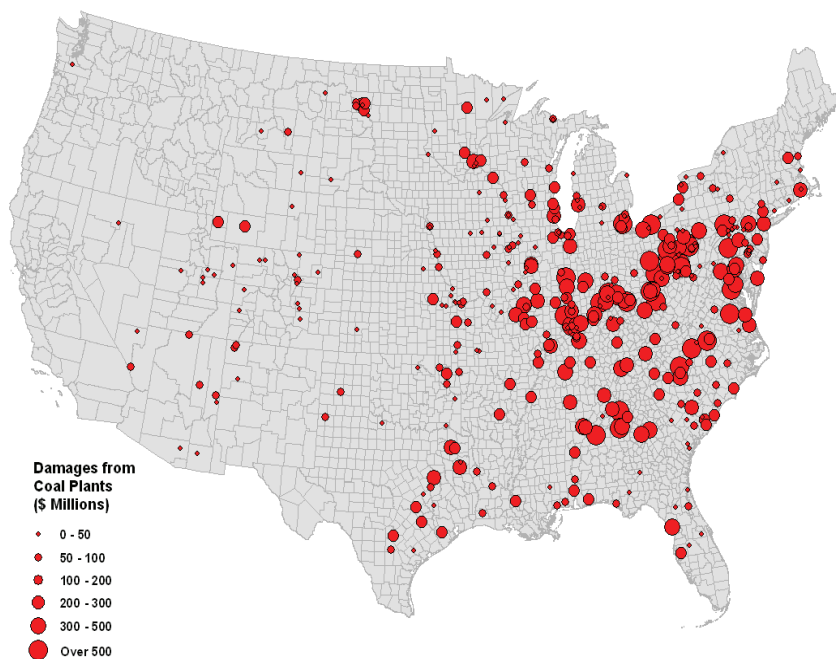 Damages from
Coal Plants
($ Millions)
0 - 50
50 - 100
100 - 200
200 - 300
300 - 500
Over 500